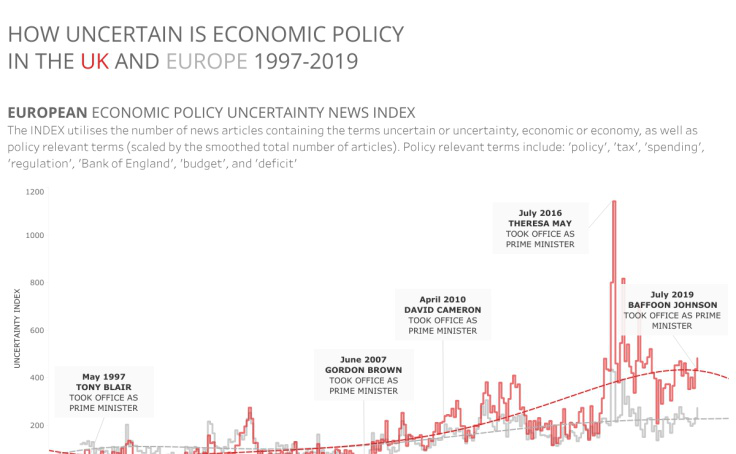 HOW UNCERTAIN IS ECONOMIC POLICY
IN THE UK AND EUROPE 1997-2019
EUROPEAN ECONOMIC POLICY UNCERTAINTY NEWS INDEX
The INDEX utilises the number of news articles containing the terms uncertain or uncertainty, economic or economy, as well as
policy relevant terms (scaled by the smoothed total number of articles). Policy relevant terms include: ‘policy’, ‘tax’, ‘spending’,
‘regulation’, ‘Bank of England’, ‘budget’, and ‘deficit’
1200
1000
800
600
400
200
UNCERTAINTY INDEX
May 1997
TONY BLAIR
TOOK OFFICE AS
PRIME MINISTER
June 2007
GORDON BROWN
TOOK OFFICE AS
PRIME MINISTER
April 2010
DAVID CAMERON
TOOK OFFICE AS
PRIME MINISTER
July 2016
THERESA MAY
TOOK OFFICE AS
PRIME MINISTER
July 2019
BAFFOON JOHNSON
TOOK OFFICE AS PRIME
MINISTER